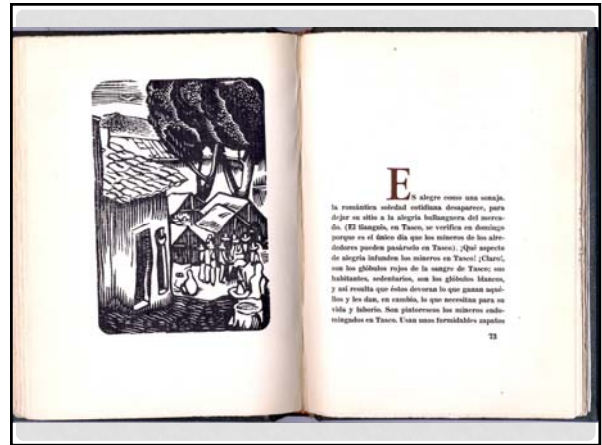 ES alegre como una sonaja.
la romántica soledad cotidiana desaparece, para
dejar su sitio a la alegría bullanguera del merca-
do. (El tianguis, en Tasco, se verifica en domingo
porque es el único día que los mineros de los alre-
dedores pueden pasárselo en Tasco). ¡Qué aspecto
de alegría infunden los mineros en Tasco! ¡Claro!,
son los glóbulos rojos de la sangre de Tasco; sus
habitantes, sedentarios, son los glóbulos blancos,
y así resulta que éstos devoran lo que ganan aqué-
llos y les dan, en cambio, lo que necesitan para su
vida y laborío. Son pintorescos los mineros endo-
mingados en Tasco. Usan unos formidables zapatos
73